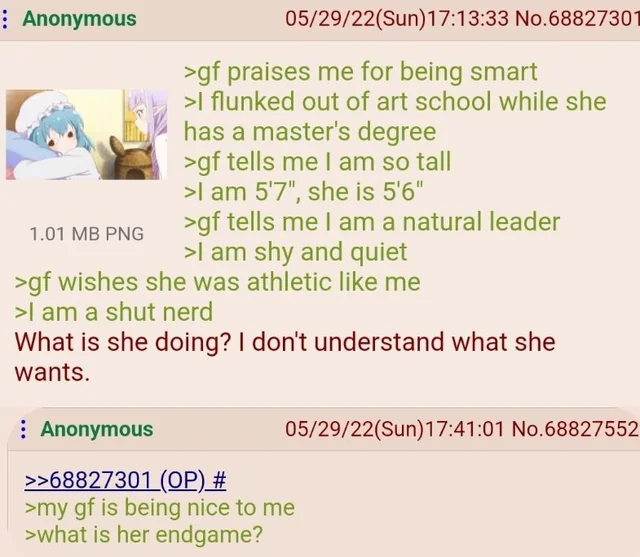 Anonymous 05/29/22(Sun)17:13:33 No.68827301
>gf praises me for being smart
>I flunked out of art school while she
has a master's degree
>gf tells me I am so tall
>I am 5'7", she is 5'6"
>gf tells me I am a natural leader
1.01 MB PNG
>I am shy and quiet
>gf wishes she was athletic like me
>I am a shut nerd
What is she doing? I don't understand what she
wants.
Anonymous 05/29/22(Sun)17:41:01 No.68827552
>>68827301 (OP) #
>my gf is being nice to me
>what is her endgame?